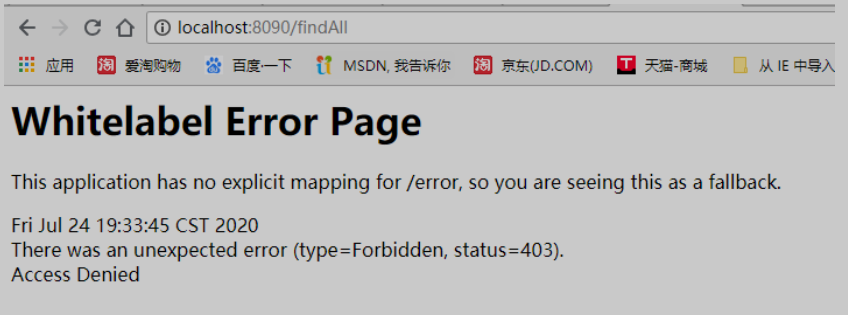 localhost:8090/findAll
应用 淘 爱淘购物 百度一下 MSDN, 我告诉你 淘 京东(JD.COM) T 天猫-商城 从 IE 中导入
Whitelabel Error Page
This application has no explicit mapping for /error, so you are seeing this as a fallback.
Fri Jul 24 19:33:45 CST 2020
There was an unexpected error (type=Forbidden, status=403).
Access Denied